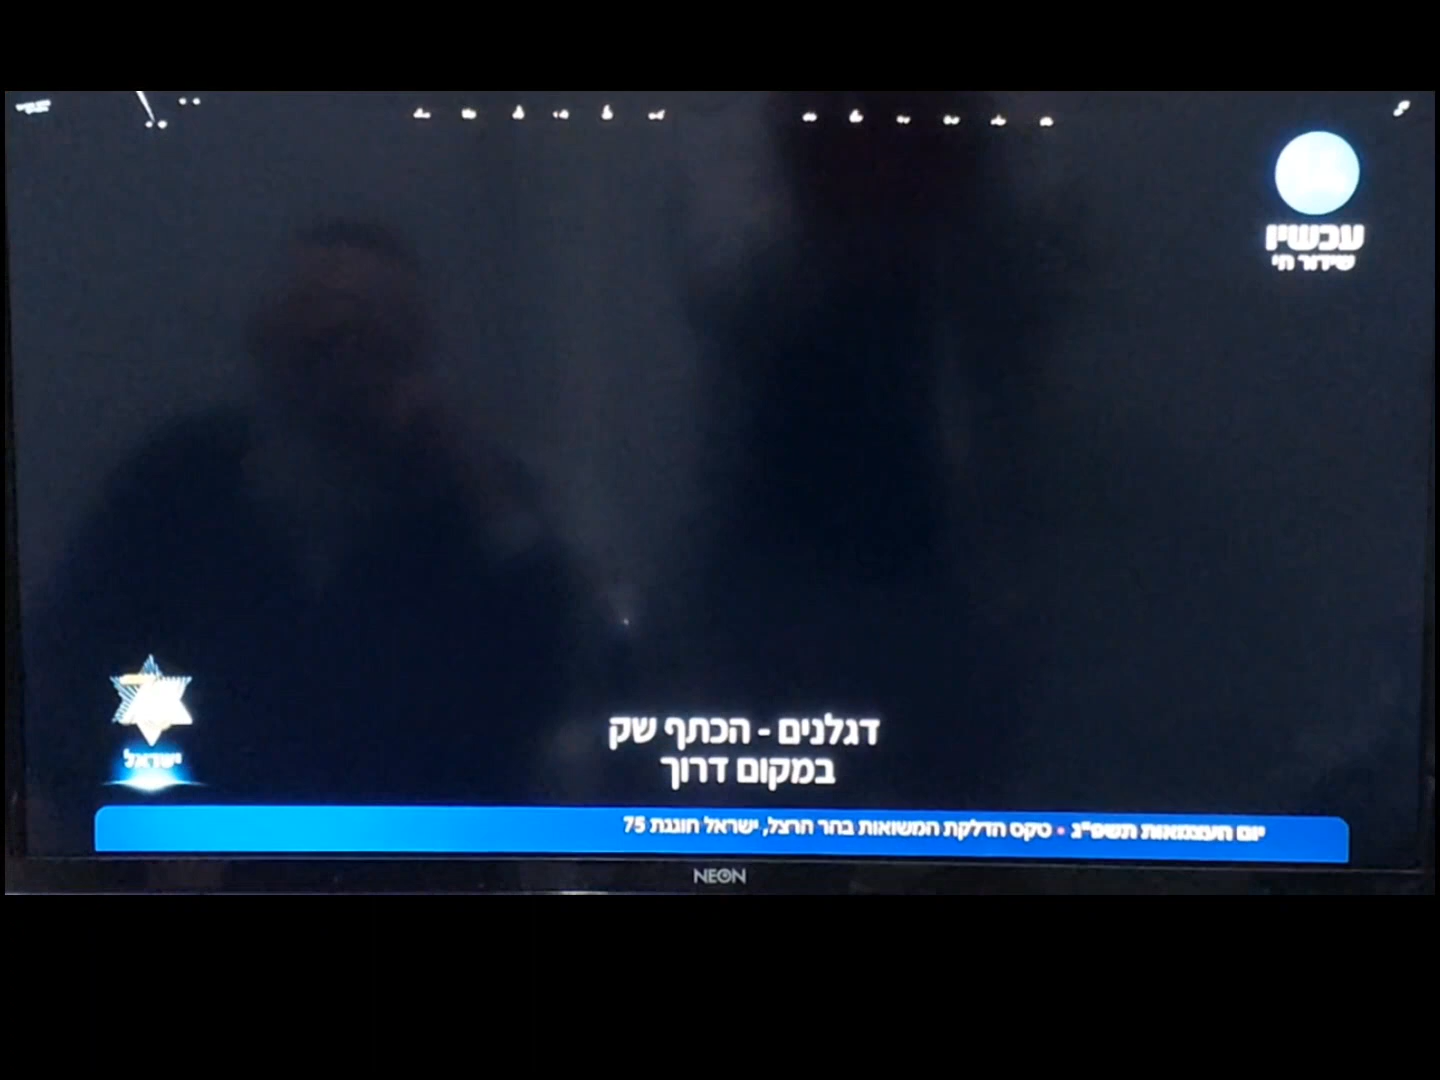 עכשיו
שידור חי
ישראל
דגלנים - הכתף שק
במקום דרוך
יום העצמאות תשפ"ג • טקס הדלקת המשואות בהר הרצל, ישראל חוגגת 75
NEON